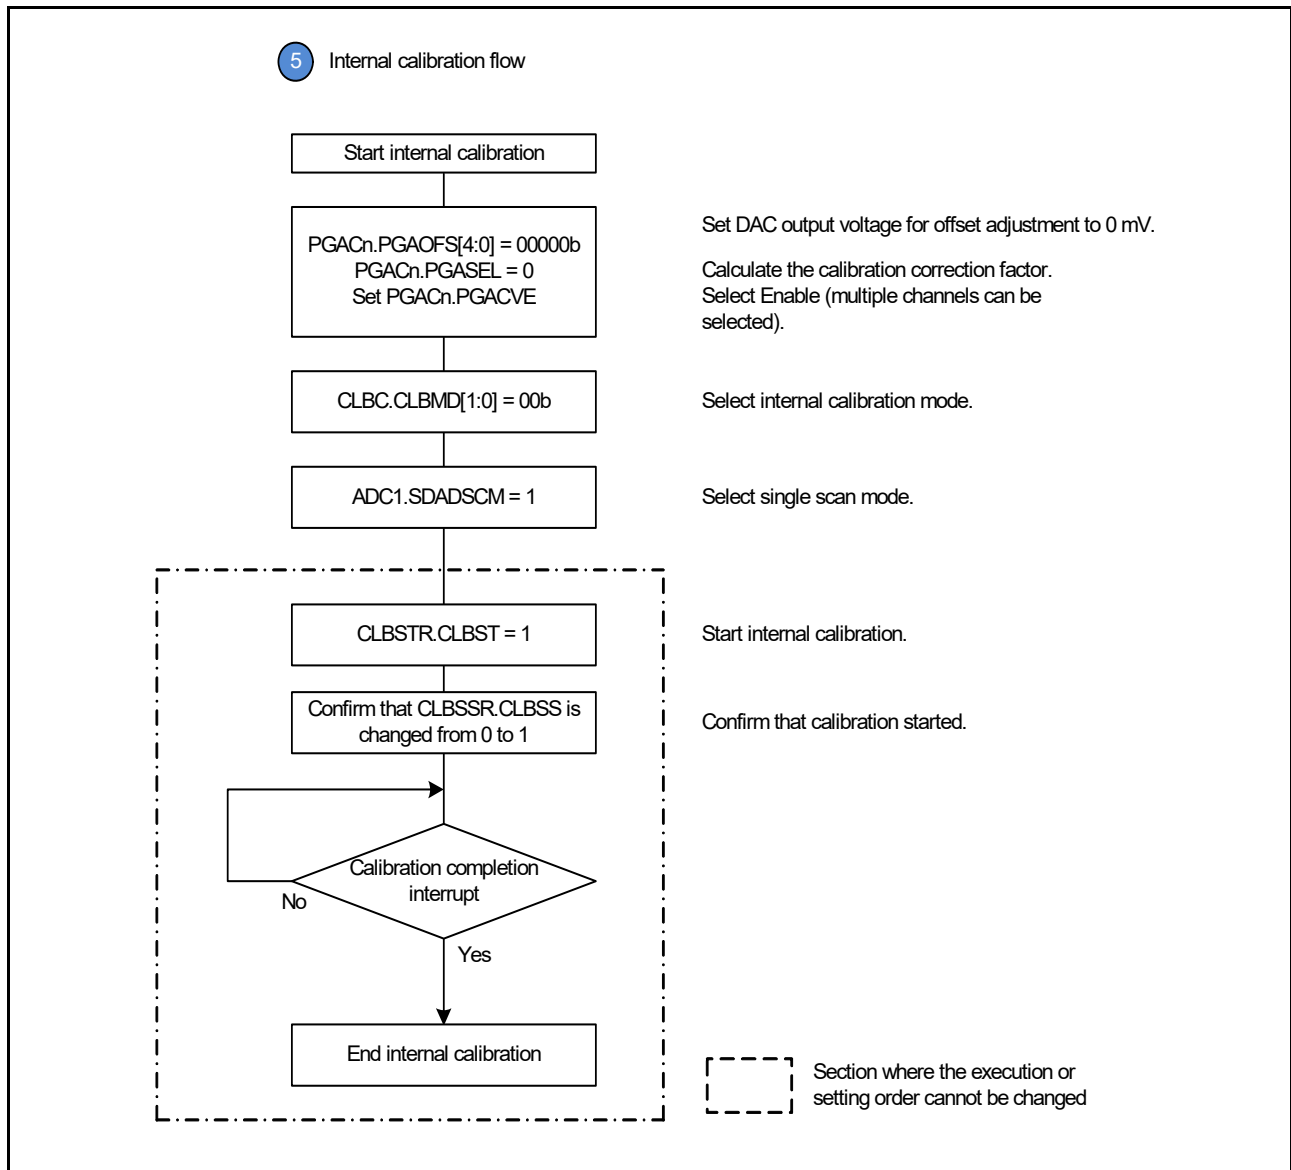 5 Internal calibration flow
Start internal calibration
PGACn.PGAOFS[4:0] = 00000b
PGACn.PGASEL = 0
Set PGACn.PGACVE
Set DAC output voltage for offset adjustment to 0 mV.
Calculate the calibration correction factor.
Select Enable (multiple channels can be
selected).
CLBC.CLBMD[1:0] = 00b
Select internal calibration mode.
ADC1.SDADSCM = 1
Select single scan mode.
CLBSTR.CLBST = 1
Start internal calibration.
Confirm that CLBSSR.CLBSS is
changed from 0 to 1
Confirm that calibration started.
Calibration completion
interrupt
No
Yes
End internal calibration
Section where the execution or
setting order cannot be changed